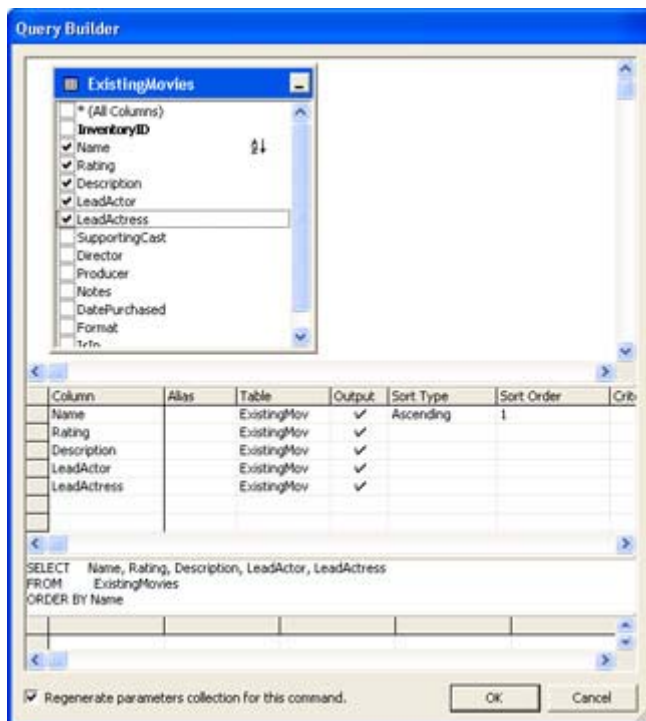 Query Builder
ExistingMovies
* (All Columns)
InventoryID
Name
Rating
Description
LeadActor
LeadActress
SupportingCast
Director
Producer
Notes
DatePurchased
Format
Column Alias Table Output Sort Type Sort Order
Name ExistingMov Ascending 1
Rating ExistingMov
Description ExistingMov
LeadActor ExistingMov
LeadActress ExistingMov
SELECT Name, Rating, Description, LeadActor, LeadActress
FROM ExistingMovies
ORDER BY Name
Regenerate parameters collection for this command.
OK Cancel